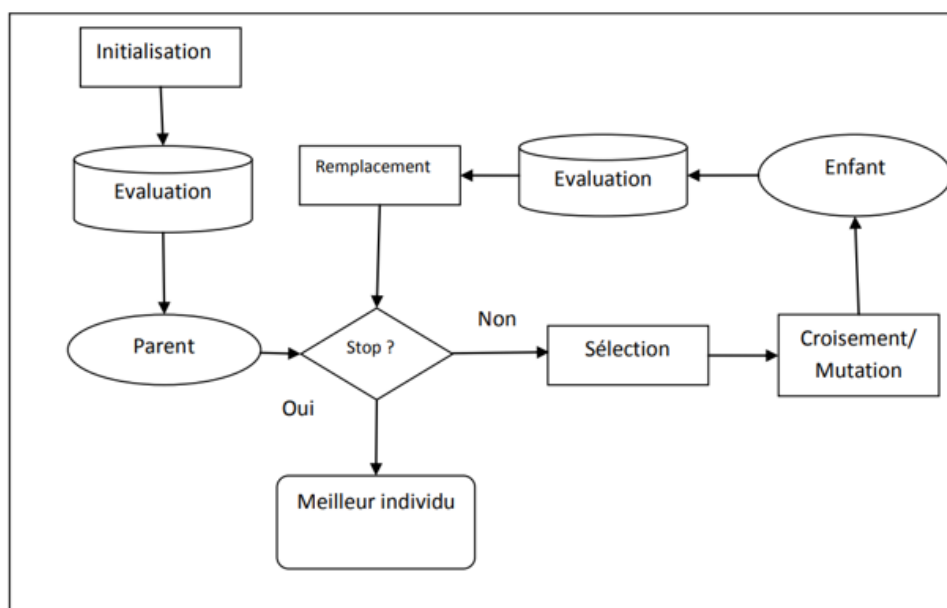 Initialisation
Evaluation
Parent
Remplacement
Evaluation
Enfant
Stop ?
Non
Oui
Sélection
Croisement/
Mutation
Meilleur individu